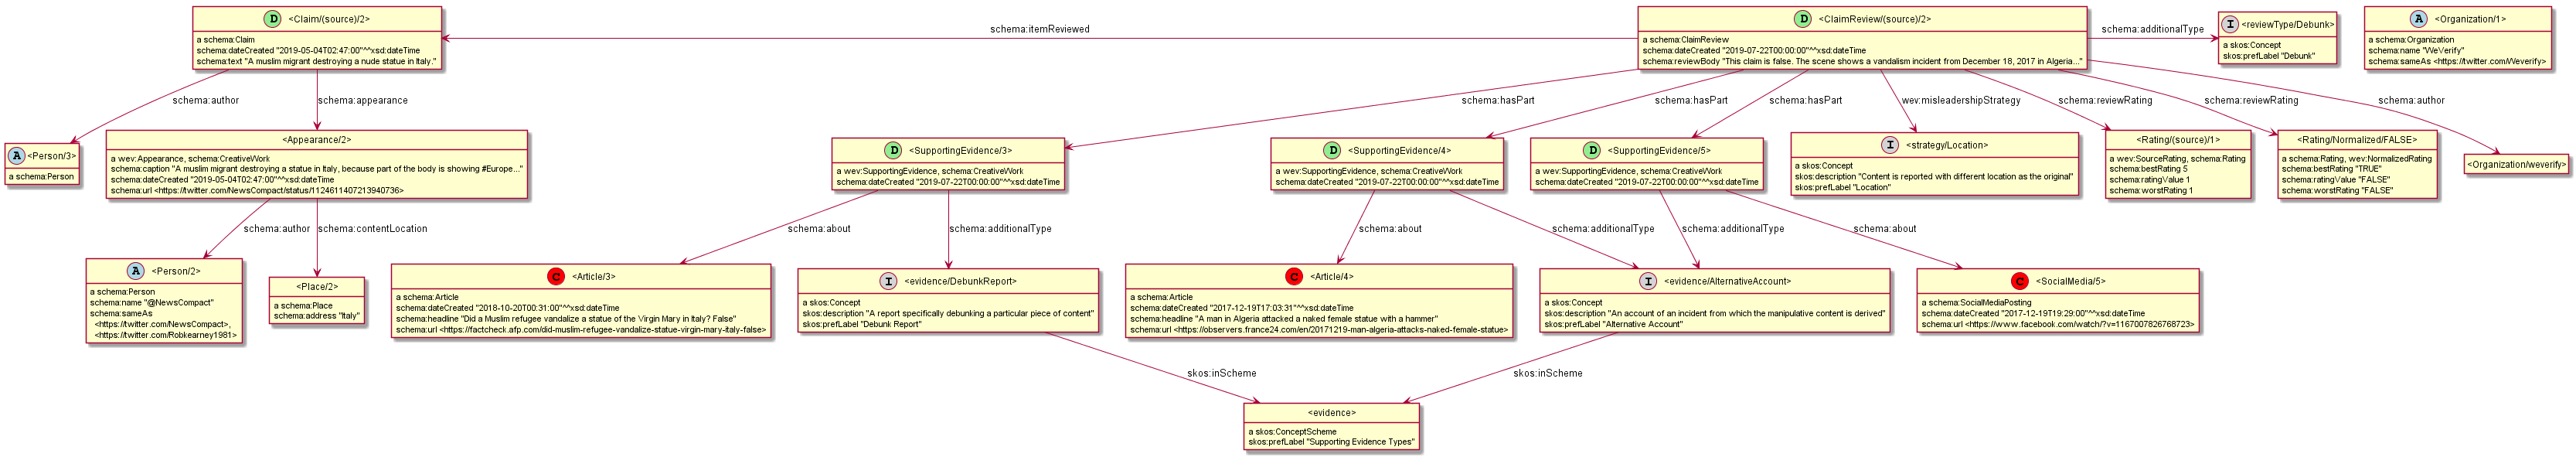 D <Claim/(source)/2>
a schema:Claim
schema:dateCreated "2019-05-04T02:47:00"^^xsd:dateTime
schema:text "A muslim migrant destroying a nude statue in Italy."
schema:itemReviewed
D <ClaimReview/(source)/2>
a schema:ClaimReview
schema:dateCreated "2019-07-22T00:00:00"^^xsd:dateTime
schema:reviewBody "This claim is false. The scene shows a vandalism incident from December 18, 2017 in Algeria..."
schema:additionalType
I <reviewType/Debunk>
a skos:Concept
skos:prefLabel "Debunk"
A <Organization/1>
a schema:Organization
schema:name "WeVerify"
schema:sameAs <https://twitter.com/Weverify>
schema:author
schema:appearance
schema:hasPart
schema:hasPart
schema:hasPart
wev:misleadershipStrategy
schema:reviewRating
schema:reviewRating
schema:author
A <Person/3>
a schema:Person
<Appearance/2>
a wev:Appearance, schema:CreativeWork
schema:caption "A muslim migrant destroying a statue in Italy, because part of the body is showing #Europe..."
schema:dateCreated "2019-05-04T02:47:00"^^xsd:dateTime
schema:url <https://twitter.com/NewsCompact/status/1124611407213940736>
D <SupportingEvidence/3>
a wev:SupportingEvidence, schema:CreativeWork
schema:dateCreated "2019-07-22T00:00:00"^^xsd:dateTime
D <SupportingEvidence/4>
a wev:SupportingEvidence, schema:CreativeWork
schema:dateCreated "2019-07-22T00:00:00"^^xsd:dateTime
D <SupportingEvidence/5>
a wev:SupportingEvidence, schema:CreativeWork
schema:dateCreated "2019-07-22T00:00:00"^^xsd:dateTime
I <strategy/Location>
a skos:Concept
skos:description "Content is reported with different location as the original"
skos:prefLabel "Location"
<Rating/(source)/1>
a wev:SourceRating, schema:Rating
schema:bestRating 5
schema:ratingValue 1
schema:worstRating 1
<Rating/Normalized/FALSE>
a schema:Rating, wev:NormalizedRating
schema:bestRating "TRUE"
schema:ratingValue "FALSE"
schema:worstRating "FALSE"
<Organization/weverify>
schema:author
schema:contentLocation
schema:about
schema:additionalType
schema:about
schema:additionalType
schema:additionalType
schema:about
A <Person/2>
a schema:Person
schema:name "@NewsCompact"
schema:sameAs
<https://twitter.com/NewsCompact>,
<https://twitter.com/Robkearney1981>
<Place/2>
a schema:Place
schema:address "Italy"
C <Article/3>
a schema:Article
schema:dateCreated "2018-10-20T00:31:00"^^xsd:dateTime
schema:headline "Did a Muslim refugee vandalize a statue of the Virgin Mary in Italy? False"
schema:url <https://factcheck.afp.com/did-muslim-refugee-vandalize-statue-virgin-mary-italy-false>
I <evidence/DebunkReport>
a skos:Concept
skos:description "A report specifically debunking a particular piece of content"
skos:prefLabel "Debunk Report"
C <Article/4>
a schema:Article
schema:dateCreated "2017-12-19T17:03:31"^^xsd:dateTime
schema:headline "A man in Algeria attacked a naked female statue with a hammer"
schema:url <https://observers.france24.com/en/20171219-man-algeria-attacks-naked-female-statue>
I <evidence/AlternativeAccount>
a skos:Concept
skos:description "An account of an incident from which the manipulative content is derived"
skos:prefLabel "Alternative Account"
C <SocialMedia/5>
a schema:SocialMediaPosting
schema:dateCreated "2017-12-19T19:29:00"^^xsd:dateTime
schema:url <https://www.facebook.com/watch/?v=1167007826768723>
skos:inScheme
skos:inScheme
<evidence>
a skos:ConceptScheme
skos:prefLabel "Supporting Evidence Types"